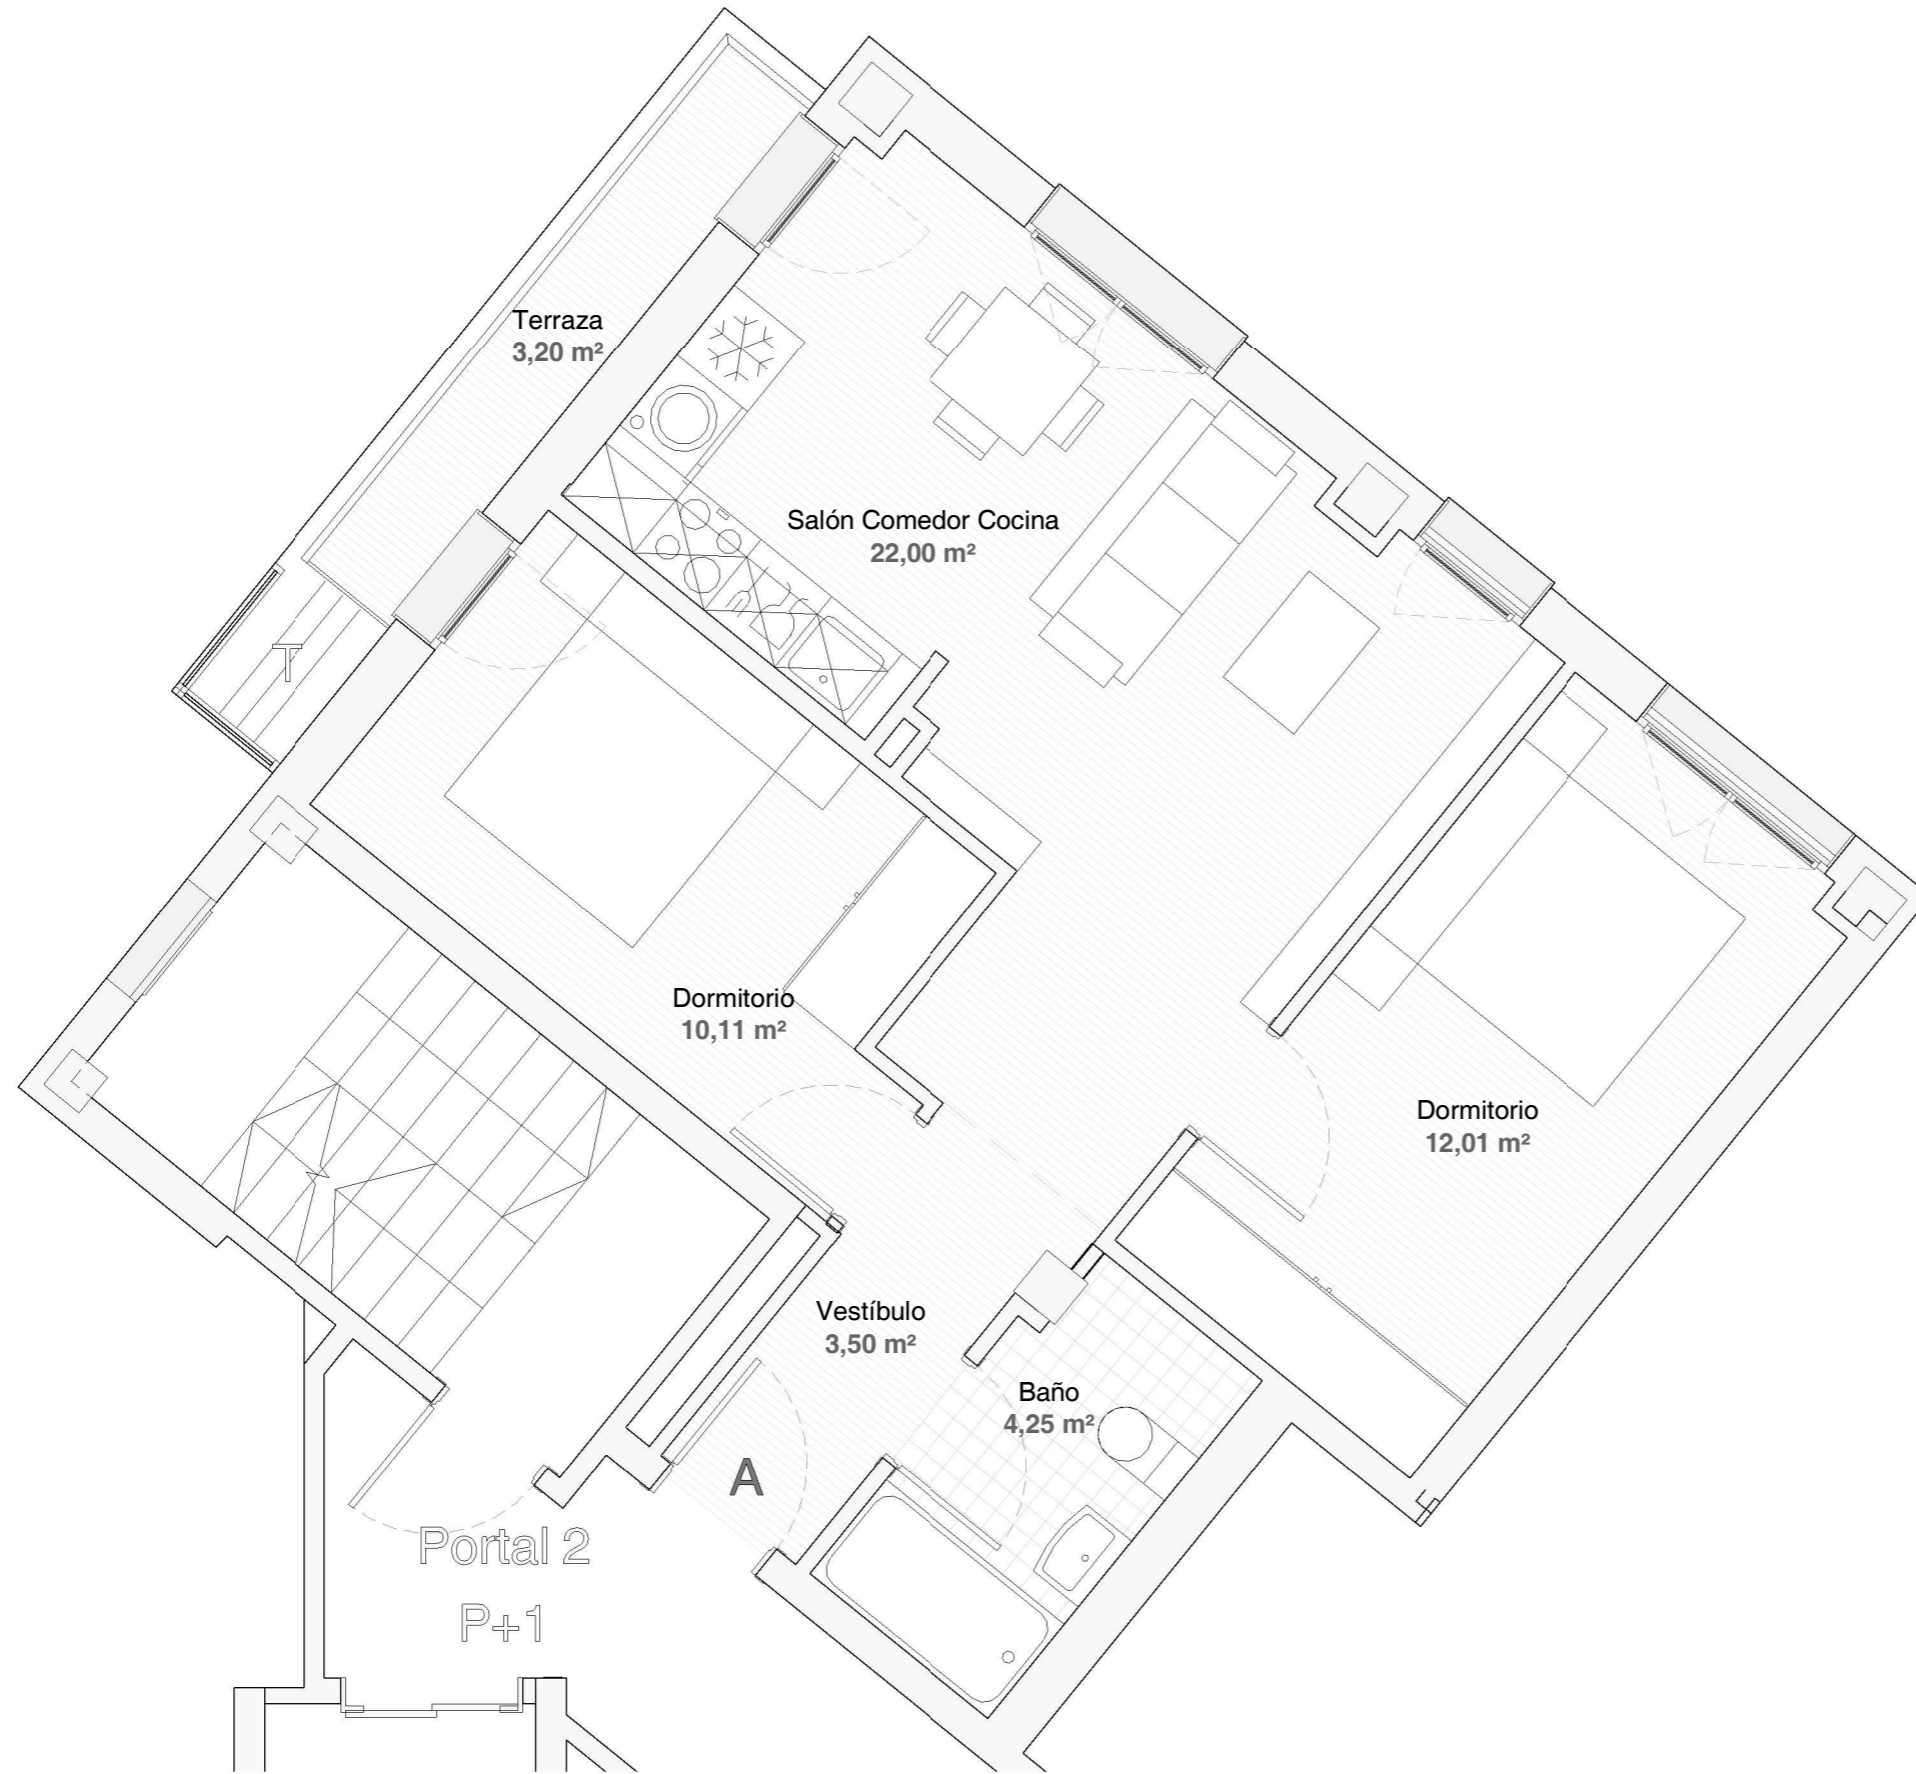 Terraza
3,20 m²
Salón Comedor Cocina
22,00 m²
T
Dormitorio
10,11 m²
Dormitorio
12,01 m²
Vestíbulo
3,50 m²
Baño
4,25 m²
A
Portal 2
P+1